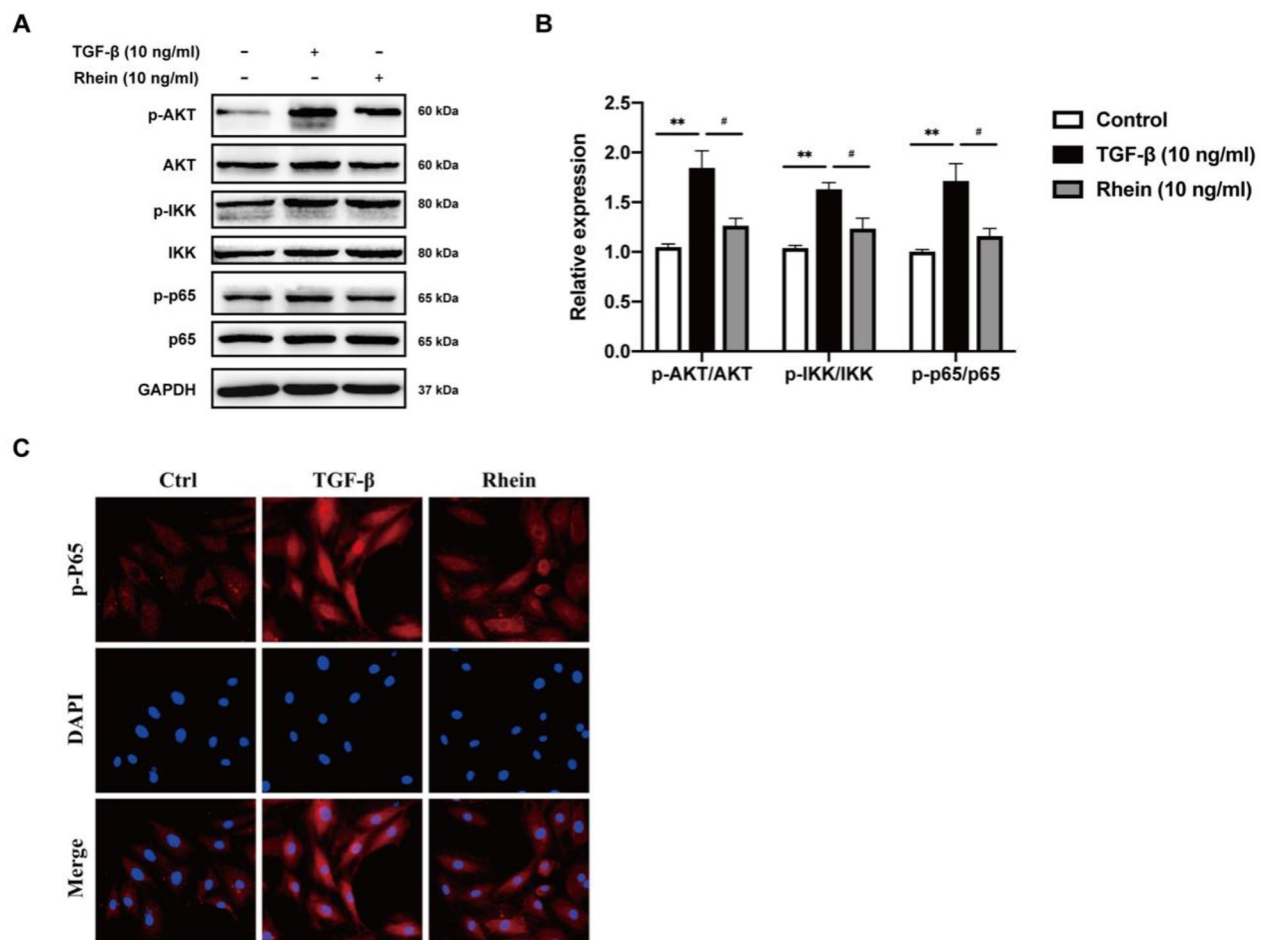 A
TGF-β (10 ng/ml) - + -
Rhein (10 ng/ml) - - +
p-AKT 60 kDa
AKT 60 kDa
p-IKK 80 kDa
IKK 80 kDa
p-p65 65 kDa
p65 65 kDa
GAPDH 37 kDa
B
Relative expression
2.5
2.0
1.5
1.0
0.5
0.0
** # ** # ** #
p-AKT/AKT p-IKK/IKK p-p65/p65
Control
TGF-β (10 ng/ml)
Rhein (10 ng/ml)
C
Ctrl TGF-β Rhein
p-P65
DAPI
Merge